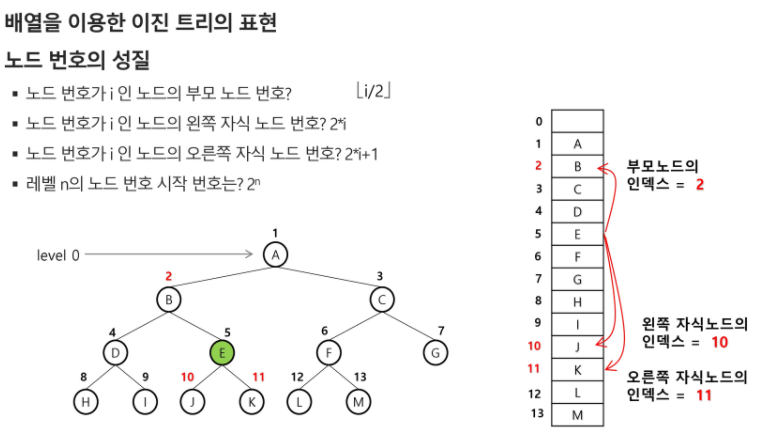 배열을 이용한 이진 트리의 표현
노드 번호의 성질
▪ 노드 번호가 i 인 노드의 부모 노드 번호? ⌊i/2⌋
▪ 노드 번호가 i 인 노드의 왼쪽 자식 노드 번호? 2*i
▪ 노드 번호가 i 인 노드의 오른쪽 자식 노드 번호? 2*i+1
▪ 레벨 n의 노드 번호 시작 번호는? 2ⁿ
1
level 0
A
2 3
B C
4 5 6 7
D E F G
8 9 10 11 12 13
H I J K L M
0
1 A
2 B
3 C
4 D
5 E
6 F
7 G
8 H
9 I
10 J
11 K
12 L
13 M
부모노드의
인덱스 = 2
왼쪽 자식노드의
인덱스 = 10
오른쪽 자식노드의
인덱스 = 11